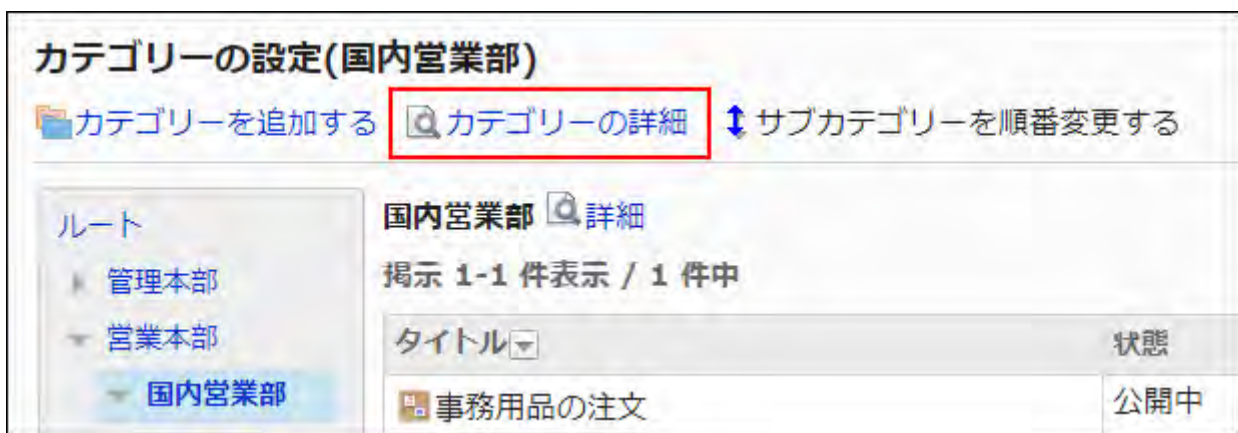 カテゴリーの設定(国内営業部)
カテゴリーを追加する カテゴリーの詳細 サブカテゴリーを順番変更する
ルート
管理本部
営業本部
国内営業部
国内営業部 詳細
掲示 1-1 件表示 / 1 件中
タイトル 状態
事務用品の注文 公開中